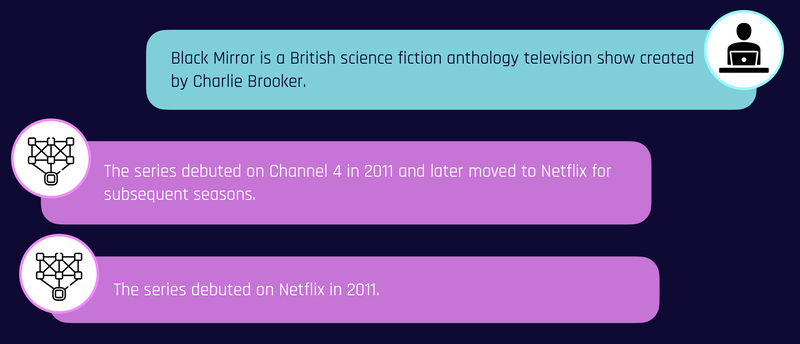 Black Mirror is a British science fiction anthology television show created
by Charlie Brooker.
The series debuted on Channel 4 in 2011 and later moved to Netflix for
subsequent seasons.
The series debuted on Netflix in 2011.